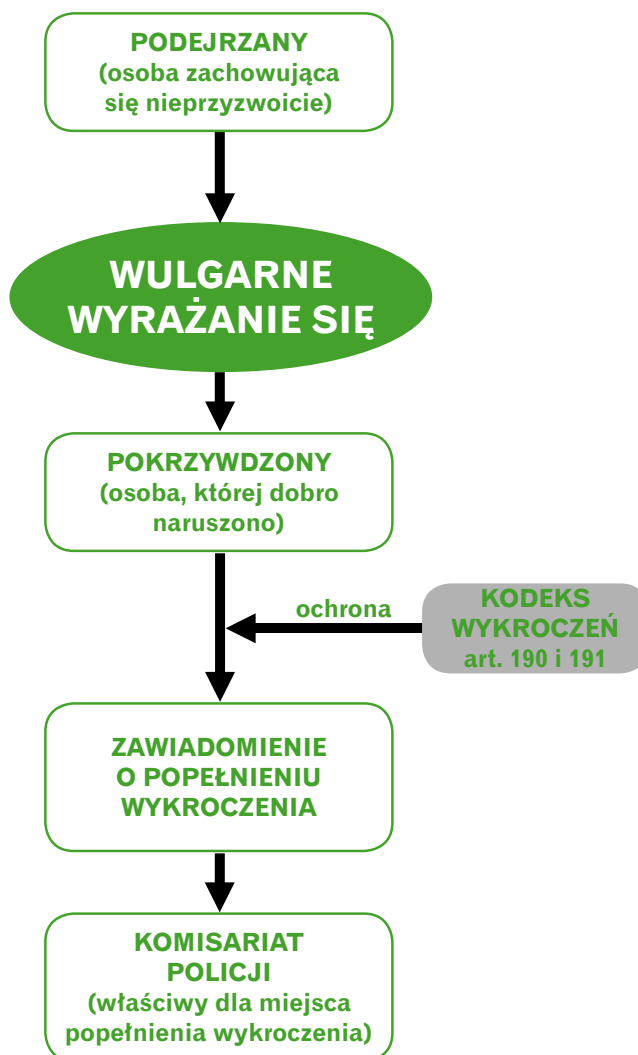 PODEJRZANY
(osoba zachowująca
się nieprzyzwoicie)
WULGARNE
WYRAŻANIE SIĘ
POKRZYWDZONY
(osoba, której dobro
naruszono)
ochrona
KODEKS
WYKROCZEŃ
art. 190 i 191
ZAWIADOMIENIE
O POPEŁNIENIU
WYKROCZENIA
KOMISARIAT
POLICJI
(właściwy dla miejsca
popełnienia wykroczenia)